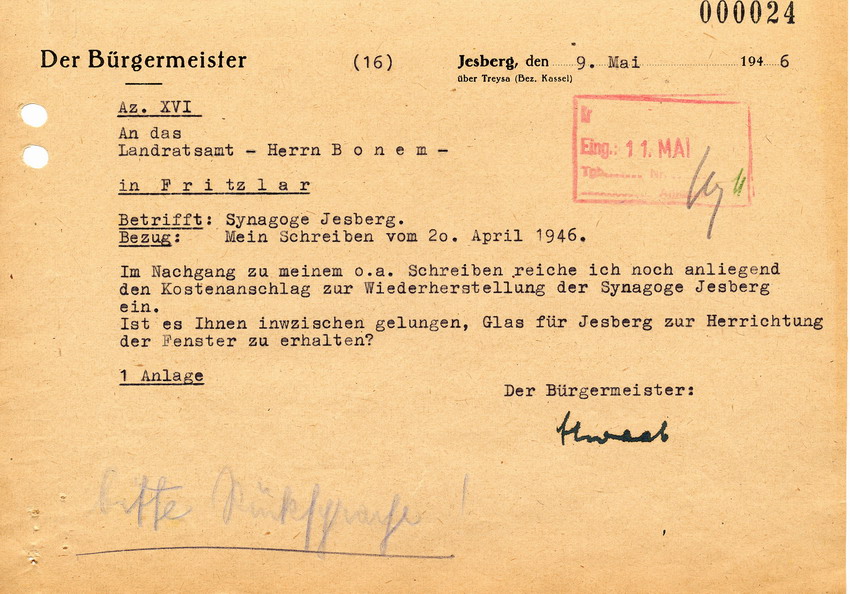 000024
Der Bürgermeister (16) Jesberg, den 9. Mai 194 6
über Treysa (Bez. Kassel)
Az. XVI
An das
Landratsamt - Herrn B o n e m -
in F r i t z l a r
Eing.: 11. MAI
Betrifft: Synagoge Jesberg.
Bezug: Mein Schreiben vom 2o. April 1946.
Im Nachgang zu meinem o.a. Schreiben reiche ich noch anliegend
den Kostenanschlag zur Wiederherstellung der Synagoge Jesberg
ein.
Ist es Ihnen inwzischen gelungen, Glas für Jesberg zur Herrichtung
der Fenster zu erhalten?
1 Anlage
Der Bürgermeister:
bitte Rücksprache!